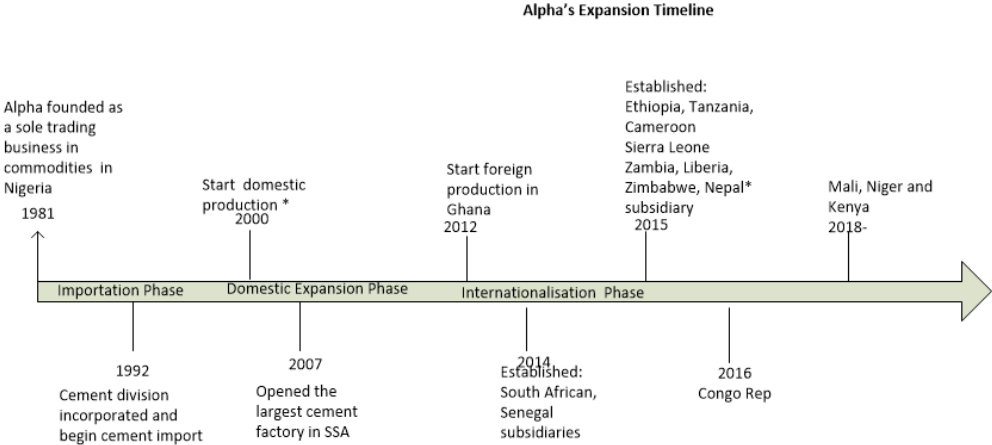 Alpha's Expansion Timeline
Alpha founded as
a sole trading
business in
commodities in
Nigeria
1981
Start domestic
production *
2000
Start foreign
production in
Ghana
2012
Established:
Ethiopia, Tanzania,
Cameroon
Sierra Leone
Zambia, Liberia,
Zimbabwe, Nepal*
subsidiary
2015
Mali, Niger and
Kenya
2018-
Importation Phase
Domestic Expansion Phase
Internationalisation Phase
1992
Cement division
incorporated and
begin cement import
2007
Opened the
largest cement
factory in SSA
2014
Established:
South African,
Senegal
subsidiaries
2016
Congo Rep